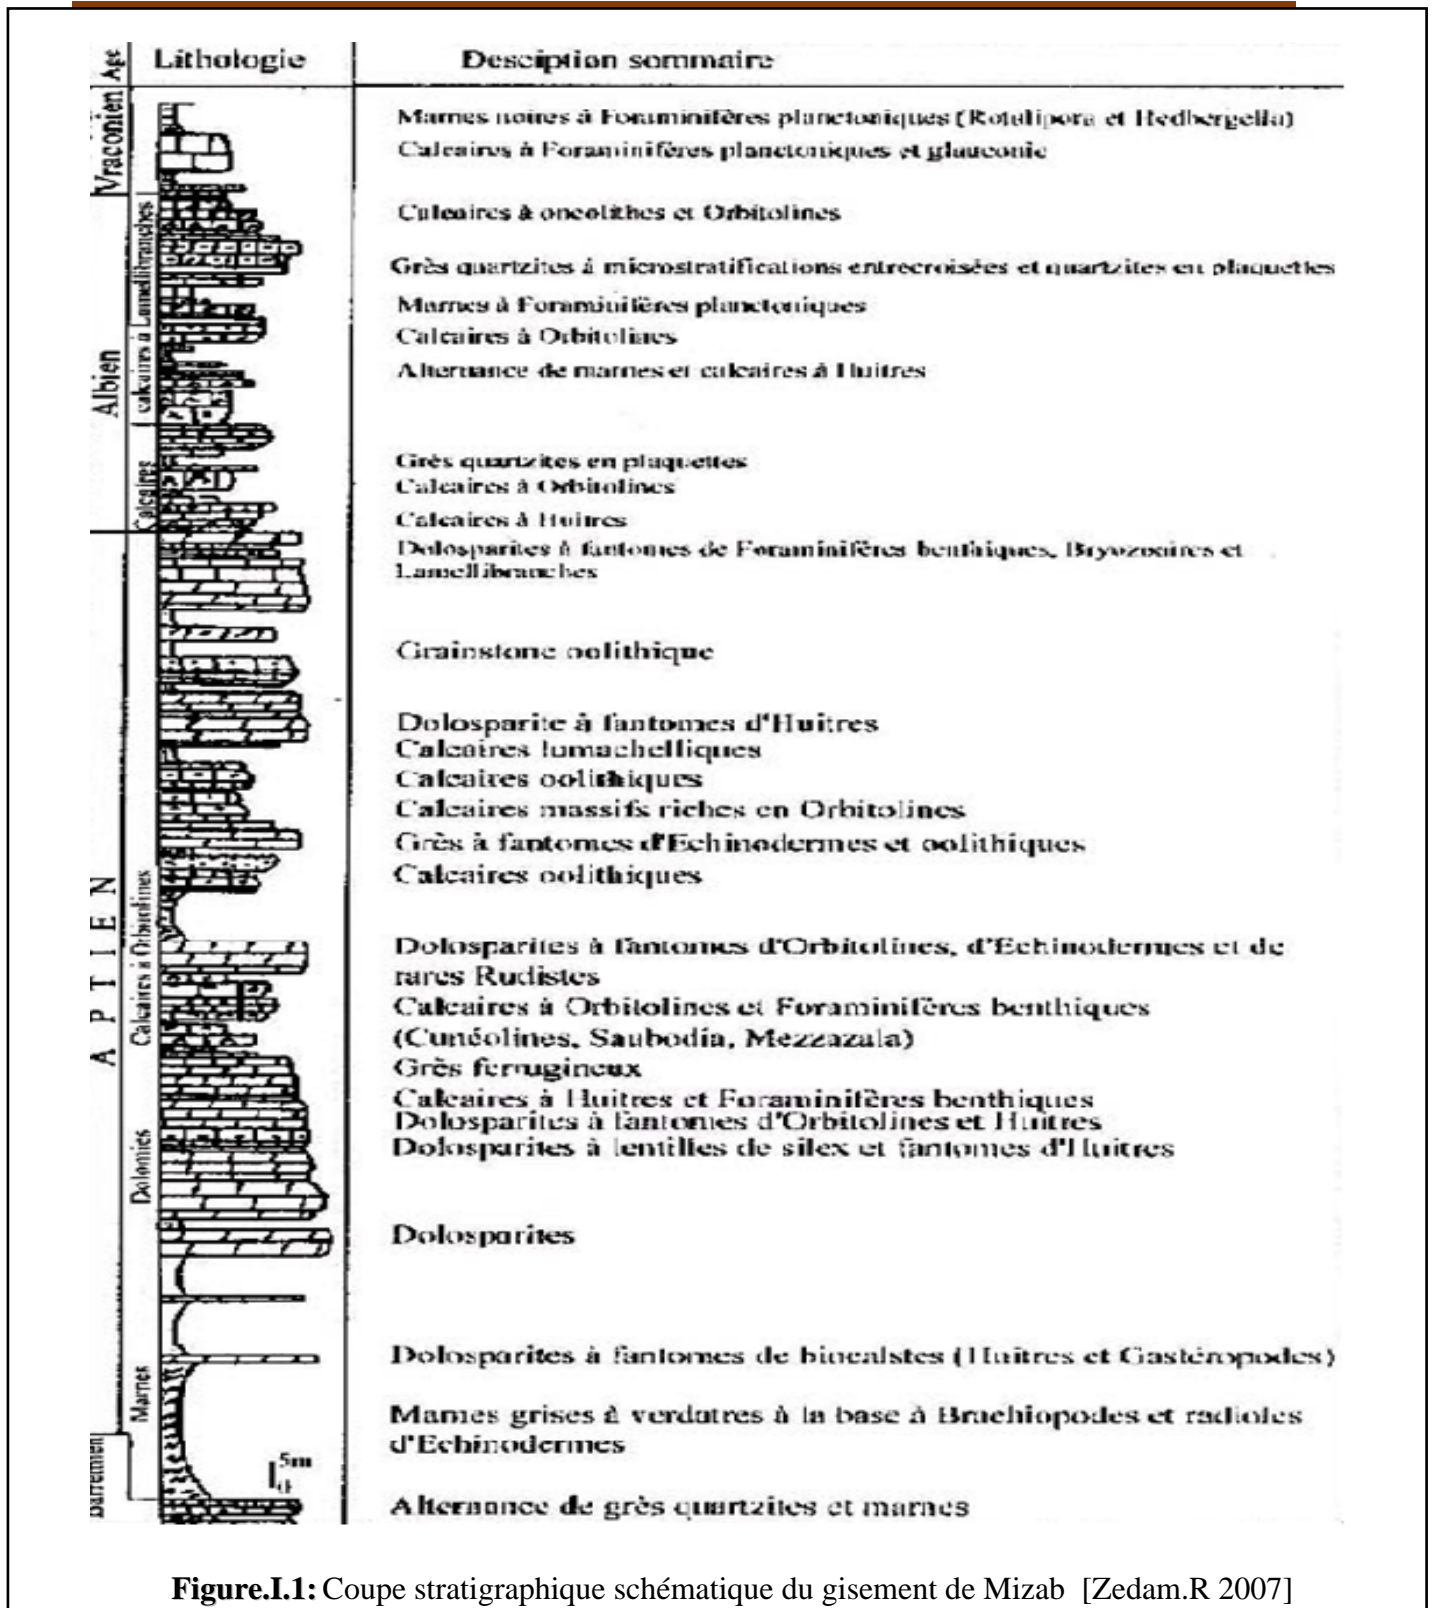 Age Lithologie Desciption sommaire
Vraconien
Marnes noires à Foraminifères planctoniques (Rotalipora et Hedbergella)
Calcaires à Foraminifères planctoniques et glauconie
Albien
calcaires à Lamellibranches
Calcaires à oncolithes et Orbitolines
Grès quartzites à microstratifications entrecroisées et quartzites en plaquettes
Marnes à Foraminifères planctoniques
Calcaires à Orbitolines
Alternance de marnes et calcaires à Huitres
Calcaires
Grès quartzites en plaquettes
Calcaires à Orbitolines
Calcaires à Huitres
APTIEN
Dolosparites à fantomes de Foraminifères benthiques, Bryozoaires et
Lamellibranches
Grainstone oolithique
Dolosparite à fantomes d'Huitres
Calcaires lumachelliques
Calcaires oolithiques
Calcaires massifs riches en Orbitolines
Grès à fantomes d'Echinodermes et oolithiques
Calcaires oolithiques
Calcaires à Orbitolines
Dolosparites à fantomes d'Orbitolines, d'Echinodermes et de
rares Rudistes
Calcaires à Orbitolines et Foraminifères benthiques
(Cunéolines, Saubodia, Mezzazala)
Grès ferrugineux
Calcaires à Huitres et Foraminifères benthiques
Dolosparites à fantomes d'Orbitolines et Huitres
Dolosparites à lentilles de silex et fantomes d'Huitres
Dolomies
Dolosparites
Dolosparites à fantomes de biocalstes (Huitres et Gastéropodes)
Marnes
Marnes grises à verdatres à la base à Brachiopodes et radioles
d'Echinodermes
Barremien
5m
0
Alternance de grès quartzites et marnes
Figure.I.1: Coupe stratigraphique schématique du gisement de Mizab [Zedam.R 2007]